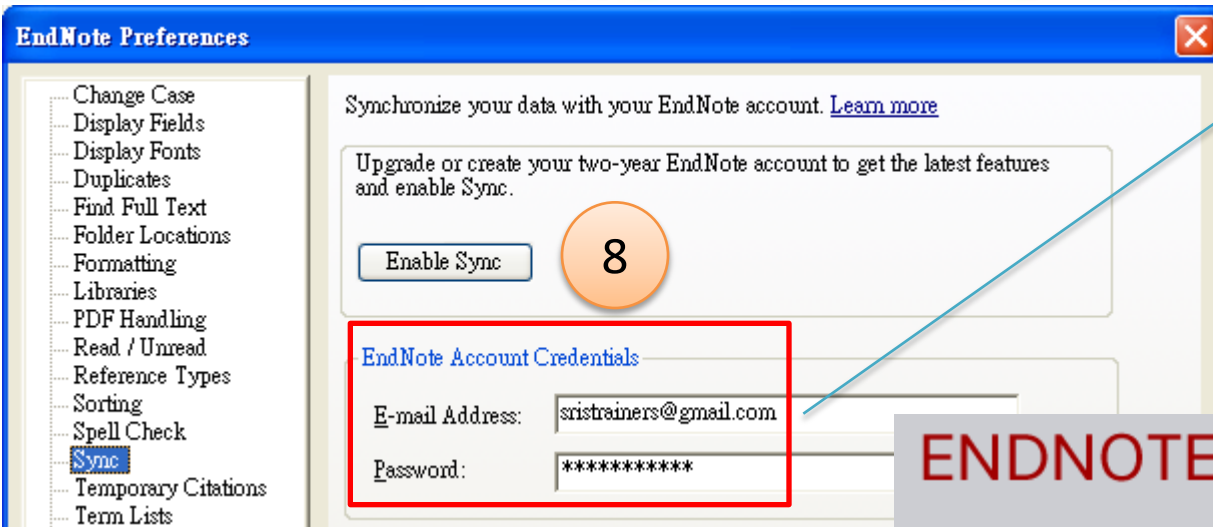 EndNote Preferences
Change Case
Display Fields
Display Fonts
Duplicates
Find Full Text
Folder Locations
Formatting
Libraries
PDF Handling
Read / Unread
Reference Types
Sorting
Spell Check
Sync
Temporary Citations
Term Lists
Synchronize your data with your EndNote account. Learn more
Upgrade or create your two-year EndNote account to get the latest features
and enable Sync.
Enable Sync
8
EndNote Account Credentials
E-mail Address: sristrainers@gmail.com
Password: ***********
ENDNOTE